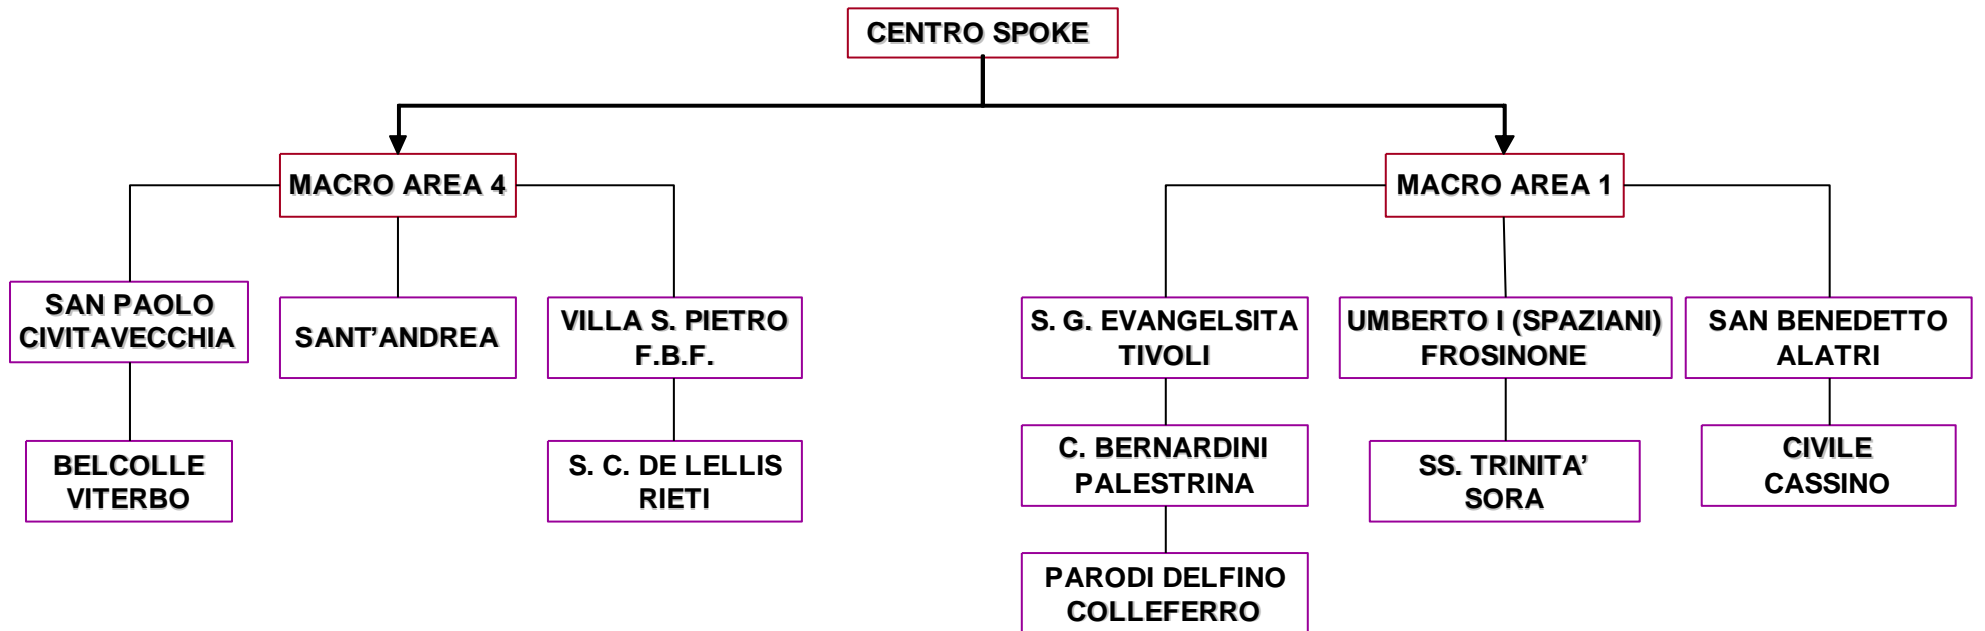 CENTRO SPOKE
MACRO AREA 4
MACRO AREA 1
SAN PAOLO
CIVITAVECCHIA
SANT’ANDREA
VILLA S. PIETRO
F.B.F.
S. G. EVANGELSITA
TIVOLI
UMBERTO I (SPAZIANI)
FROSINONE
SAN BENEDETTO
ALATRI
BELCOLLE
VITERBO
S. C. DE LELLIS
RIETI
C. BERNARDINI
PALESTRINA
SS. TRINITA’
SORA
CIVILE
CASSINO
PARODI DELFINO
COLLEFERRO